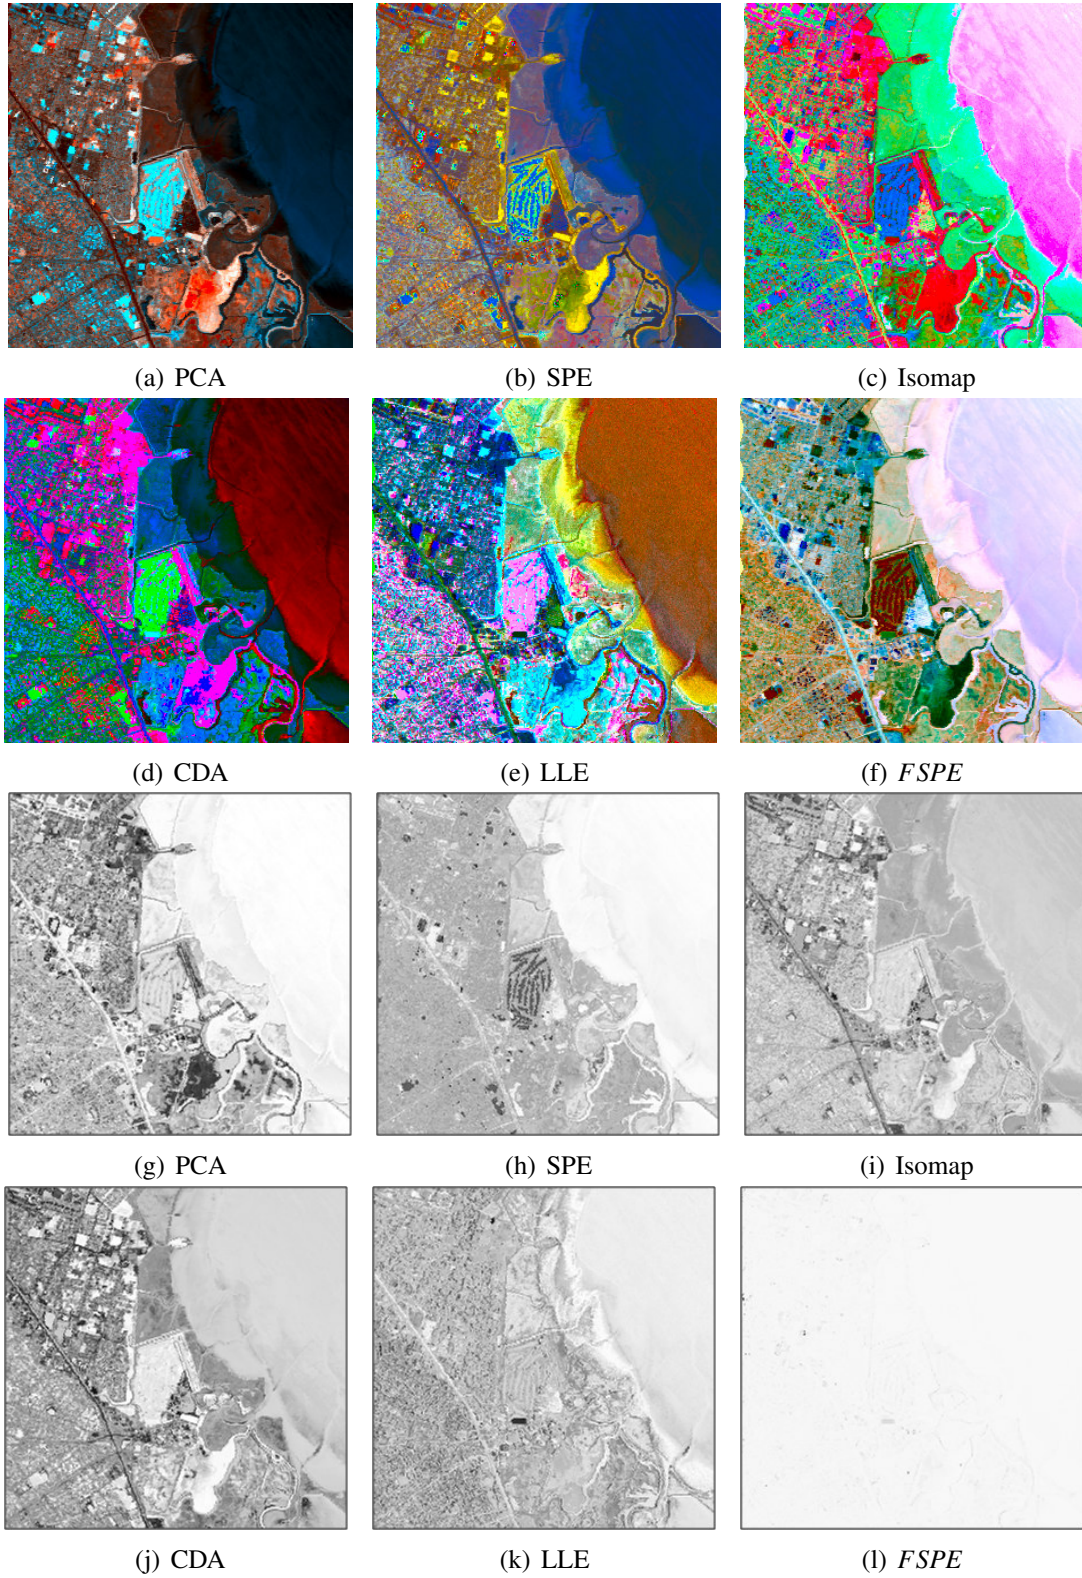 (a) PCA
(b) SPE
(c) Isomap
(d) CDA
(e) LLE
(f) FSPE
(g) PCA
(h) SPE
(i) Isomap
(j) CDA
(k) LLE
(l) FSPE